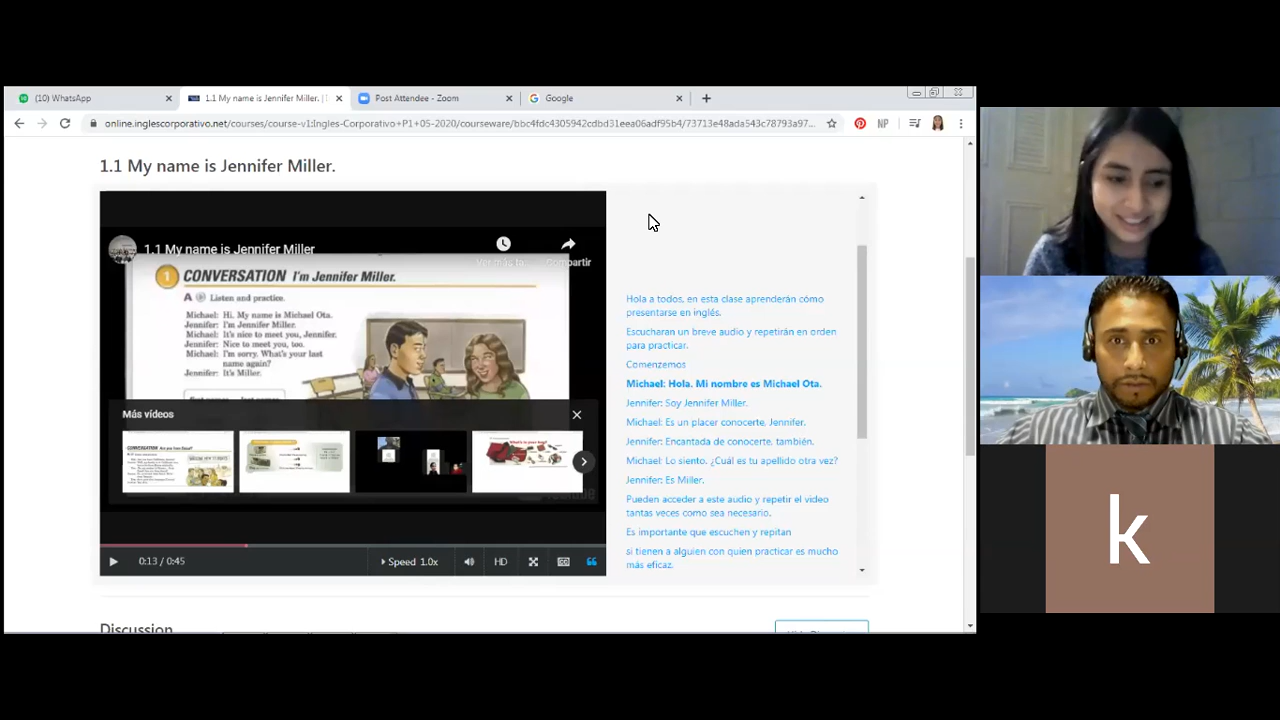 (10) WhatsApp
1.1 My name is Jennifer Miller. |
Post Attendee - Zoom
Google
online.inglescorporativo.net/courses/course-v1:Ingles-Corporativo+P1+05-2020/courseware/bbc4fdc4305942cdbd31eea06adf95b4/73713e48ada543c78793a97...
NP
1.1 My name is Jennifer Miller.
1.1 My name is Jennifer Miller
Ver más ta...
Compartir
1 CONVERSATION I'm Jennifer Miller.
A Listen and practice.
Michael: Hi. My name is Michael Ota.
Jennifer: I'm Jennifer Miller.
Michael: It's nice to meet you, Jennifer.
Jennifer: Nice to meet you, too.
Michael: I'm sorry. What's your last
name again?
Jennifer: It's Miller.
Más vídeos
0:13 / 0:45
Speed 1.0x
HD
Hola a todos, en esta clase aprenderán cómo
presentarse en inglés.
Escucharan un breve audio y repetirán en orden
para practicar.
Comenzemos
Michael: Hola. Mi nombre es Michael Ota.
Jennifer: Soy Jennifer Miller.
Michael: Es un placer conocerte, Jennifer.
Jennifer: Encantada de conocerte, también.
Michael: Lo siento. ¿Cuál es tu apellido otra vez?
Jennifer: Es Miller.
Pueden acceder a este audio y repetir el video
tantas veces como sea necesario.
Es importante que escuchen y repitan
si tienen a alguien con quien practicar es mucho
más eficaz.
Discussion
k